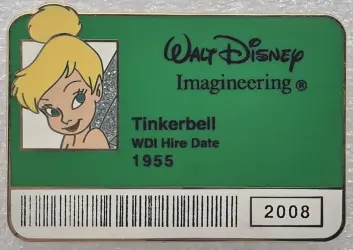 Walt Disney
Imagineering ®
Tinkerbell
WDI Hire Date
1955
2008